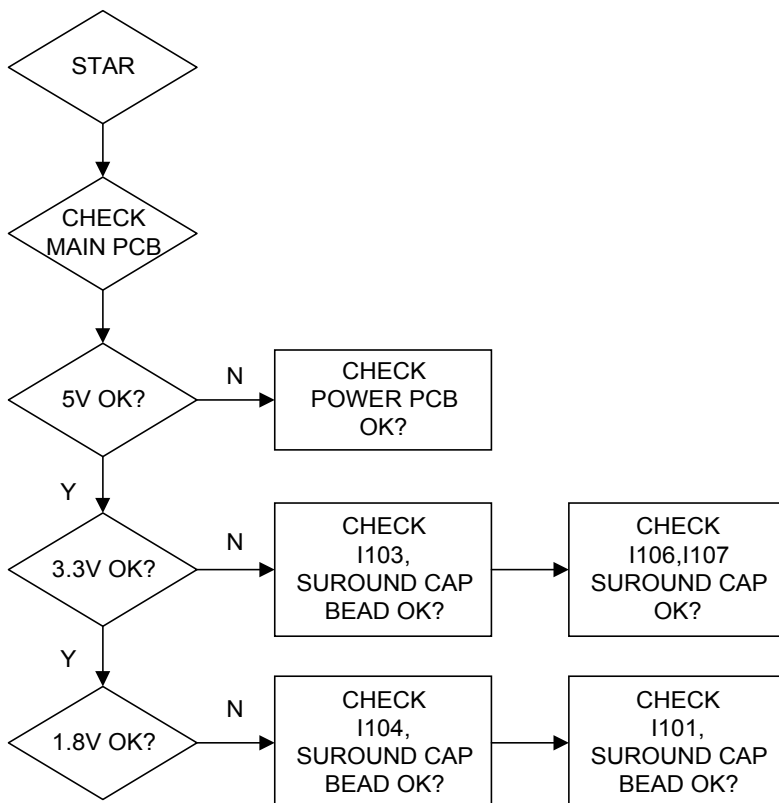 STAR
CHECK
MAIN PCB
5V OK?
N
CHECK
POWER PCB
OK?
Y
3.3V OK?
N
CHECK
I103,
SUROUND CAP
BEAD OK?
CHECK
I106,I107
SUROUND CAP
OK?
Y
1.8V OK?
N
CHECK
I104,
SUROUND CAP
BEAD OK?
CHECK
I101,
SUROUND CAP
BEAD OK?